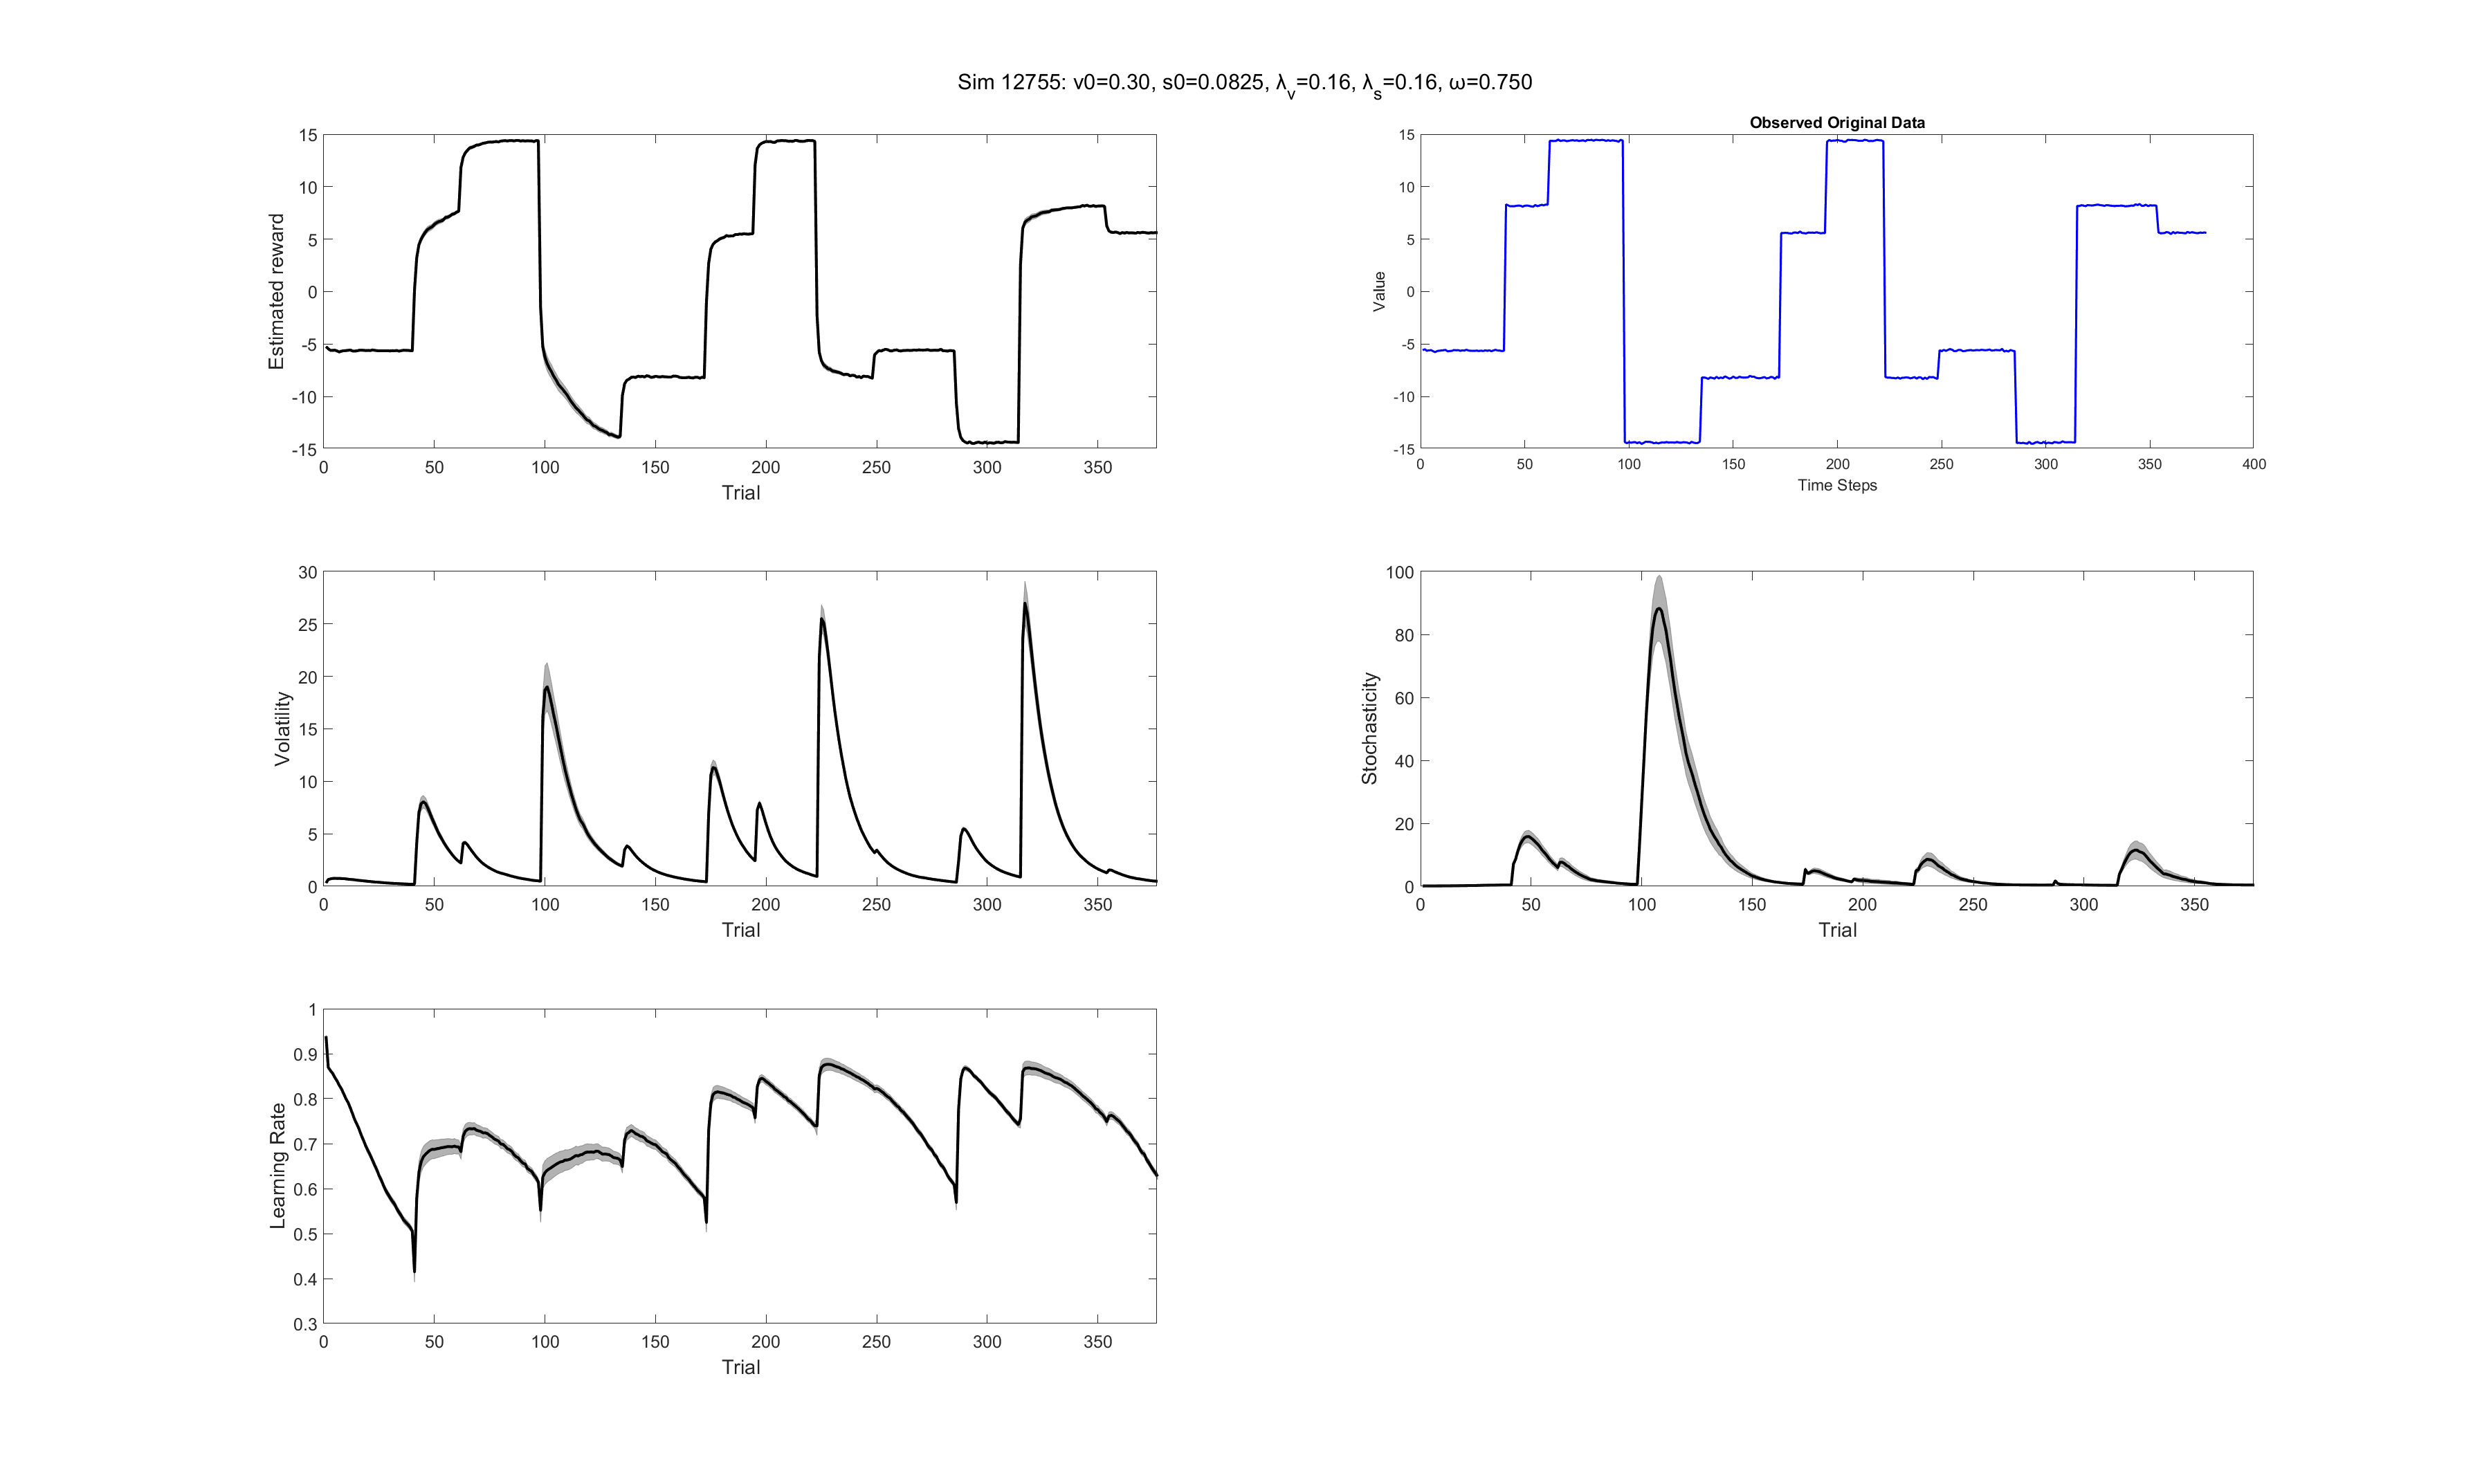 Sim 12755: v0=0.30, s0=0.0825, λv=0.16, λs=0.16, ω=0.750
Estimated reward
15
10
5
0
-5
-10
-15
0 50 100 150 200 250 300 350
Trial
Observed Original Data
Value
15
10
5
0
-5
-10
-15
0 50 100 150 200 250 300 350 400
Time Steps
Volatility
30
25
20
15
10
5
0
0 50 100 150 200 250 300 350
Trial
Stochasticity
100
80
60
40
20
0
0 50 100 150 200 250 300 350
Trial
Learning Rate
1
0.9
0.8
0.7
0.6
0.5
0.4
0.3
0 50 100 150 200 250 300 350
Trial